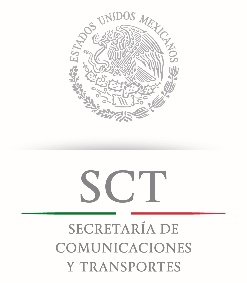 ESTADOS UNIDOS MEXICANOS
SCT
SECRETARÍA DE
COMUNICACIONES
Y TRANSPORTES